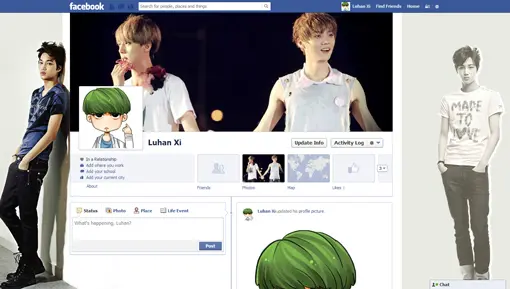 facebook
Search for people, places and things
Luhan Xi Find Friends Home
Luhan Xi
Update Info
Activity Log
In a Relationship
Add where you work
Add your school
Add your current city
About
Friends
Photos
Map
Likes
Status
Photo
Place
Life Event
What's happening, Luhan?
Post
Luhan Xi updated his profile picture.
MADE
TO
Chat